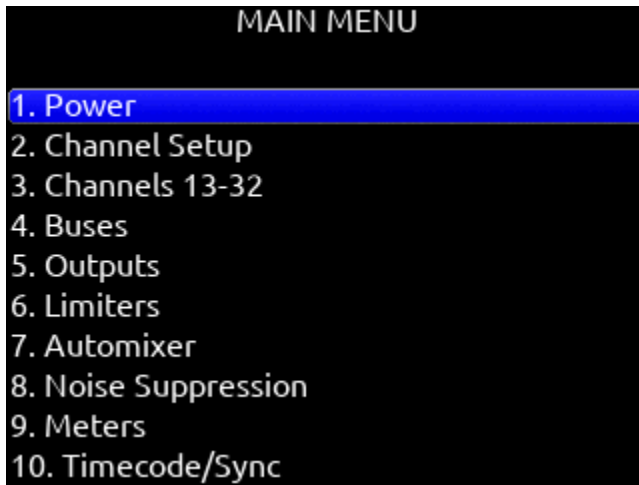 MAIN MENU
1. Power
2. Channel Setup
3. Channels 13-32
4. Buses
5. Outputs
6. Limiters
7. Automixer
8. Noise Suppression
9. Meters
10. Timecode/Sync